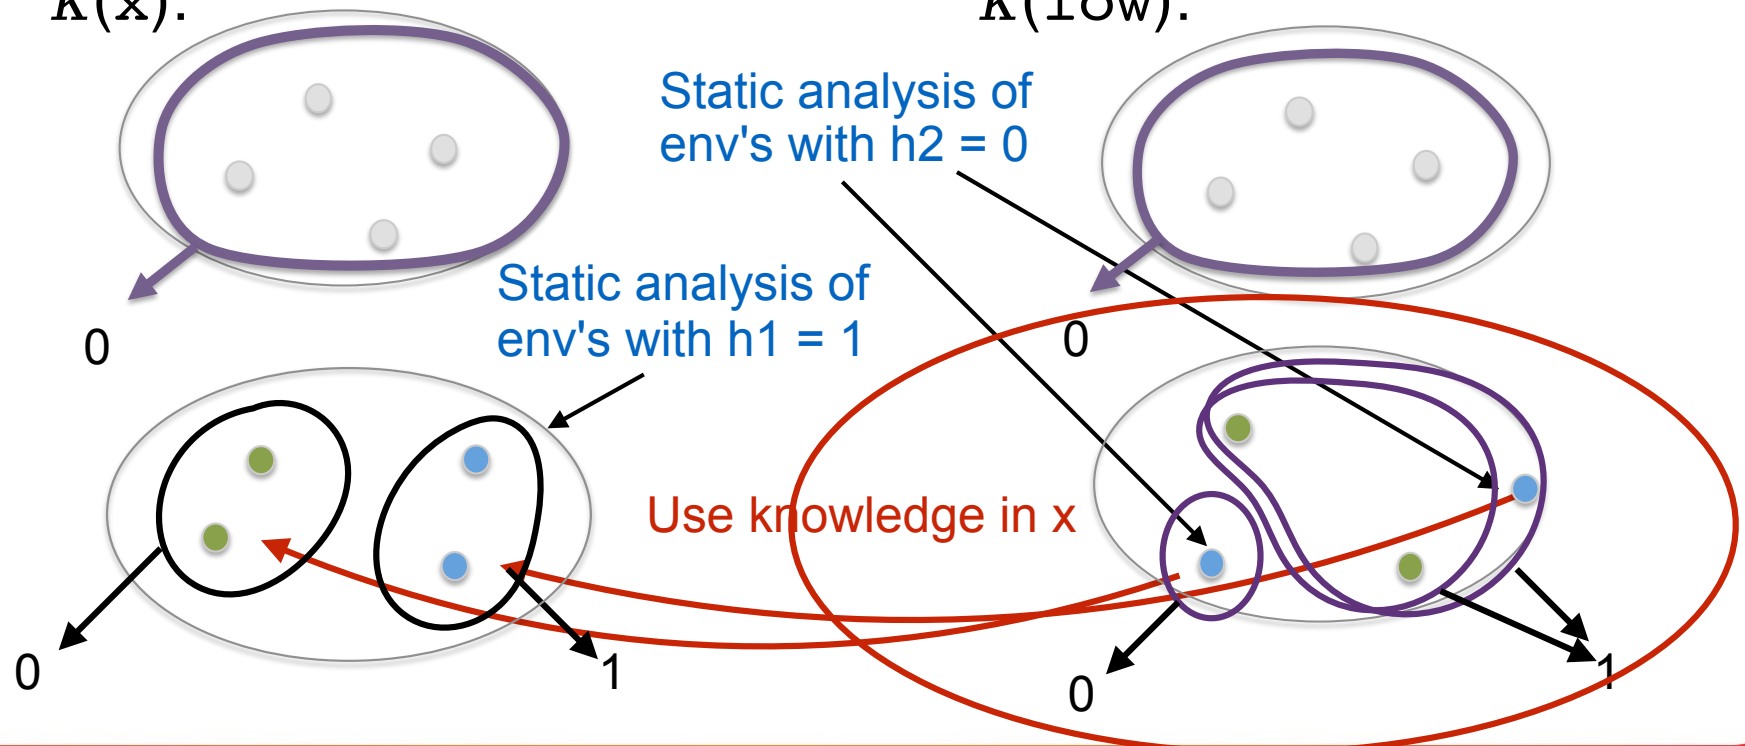 K(x):
K(low):
Static analysis of
env's with h2 = 0
Static analysis of
env's with h1 = 1
0
0
Use knowledge in x
0
1
0
1